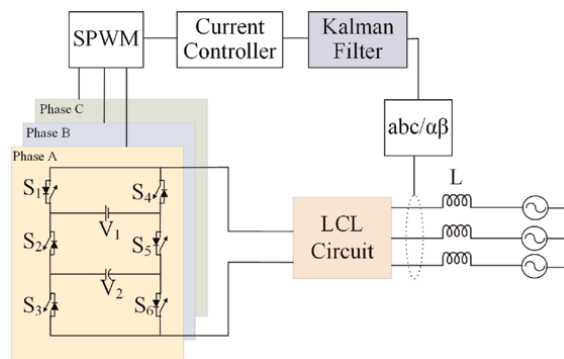 SPWM
Current
Controller
Kalman
Filter
Phase C
Phase B
Phase A
abc/αβ
S1
S4
V1
S2
S5
V2
S3
S6
LCL
Circuit
L